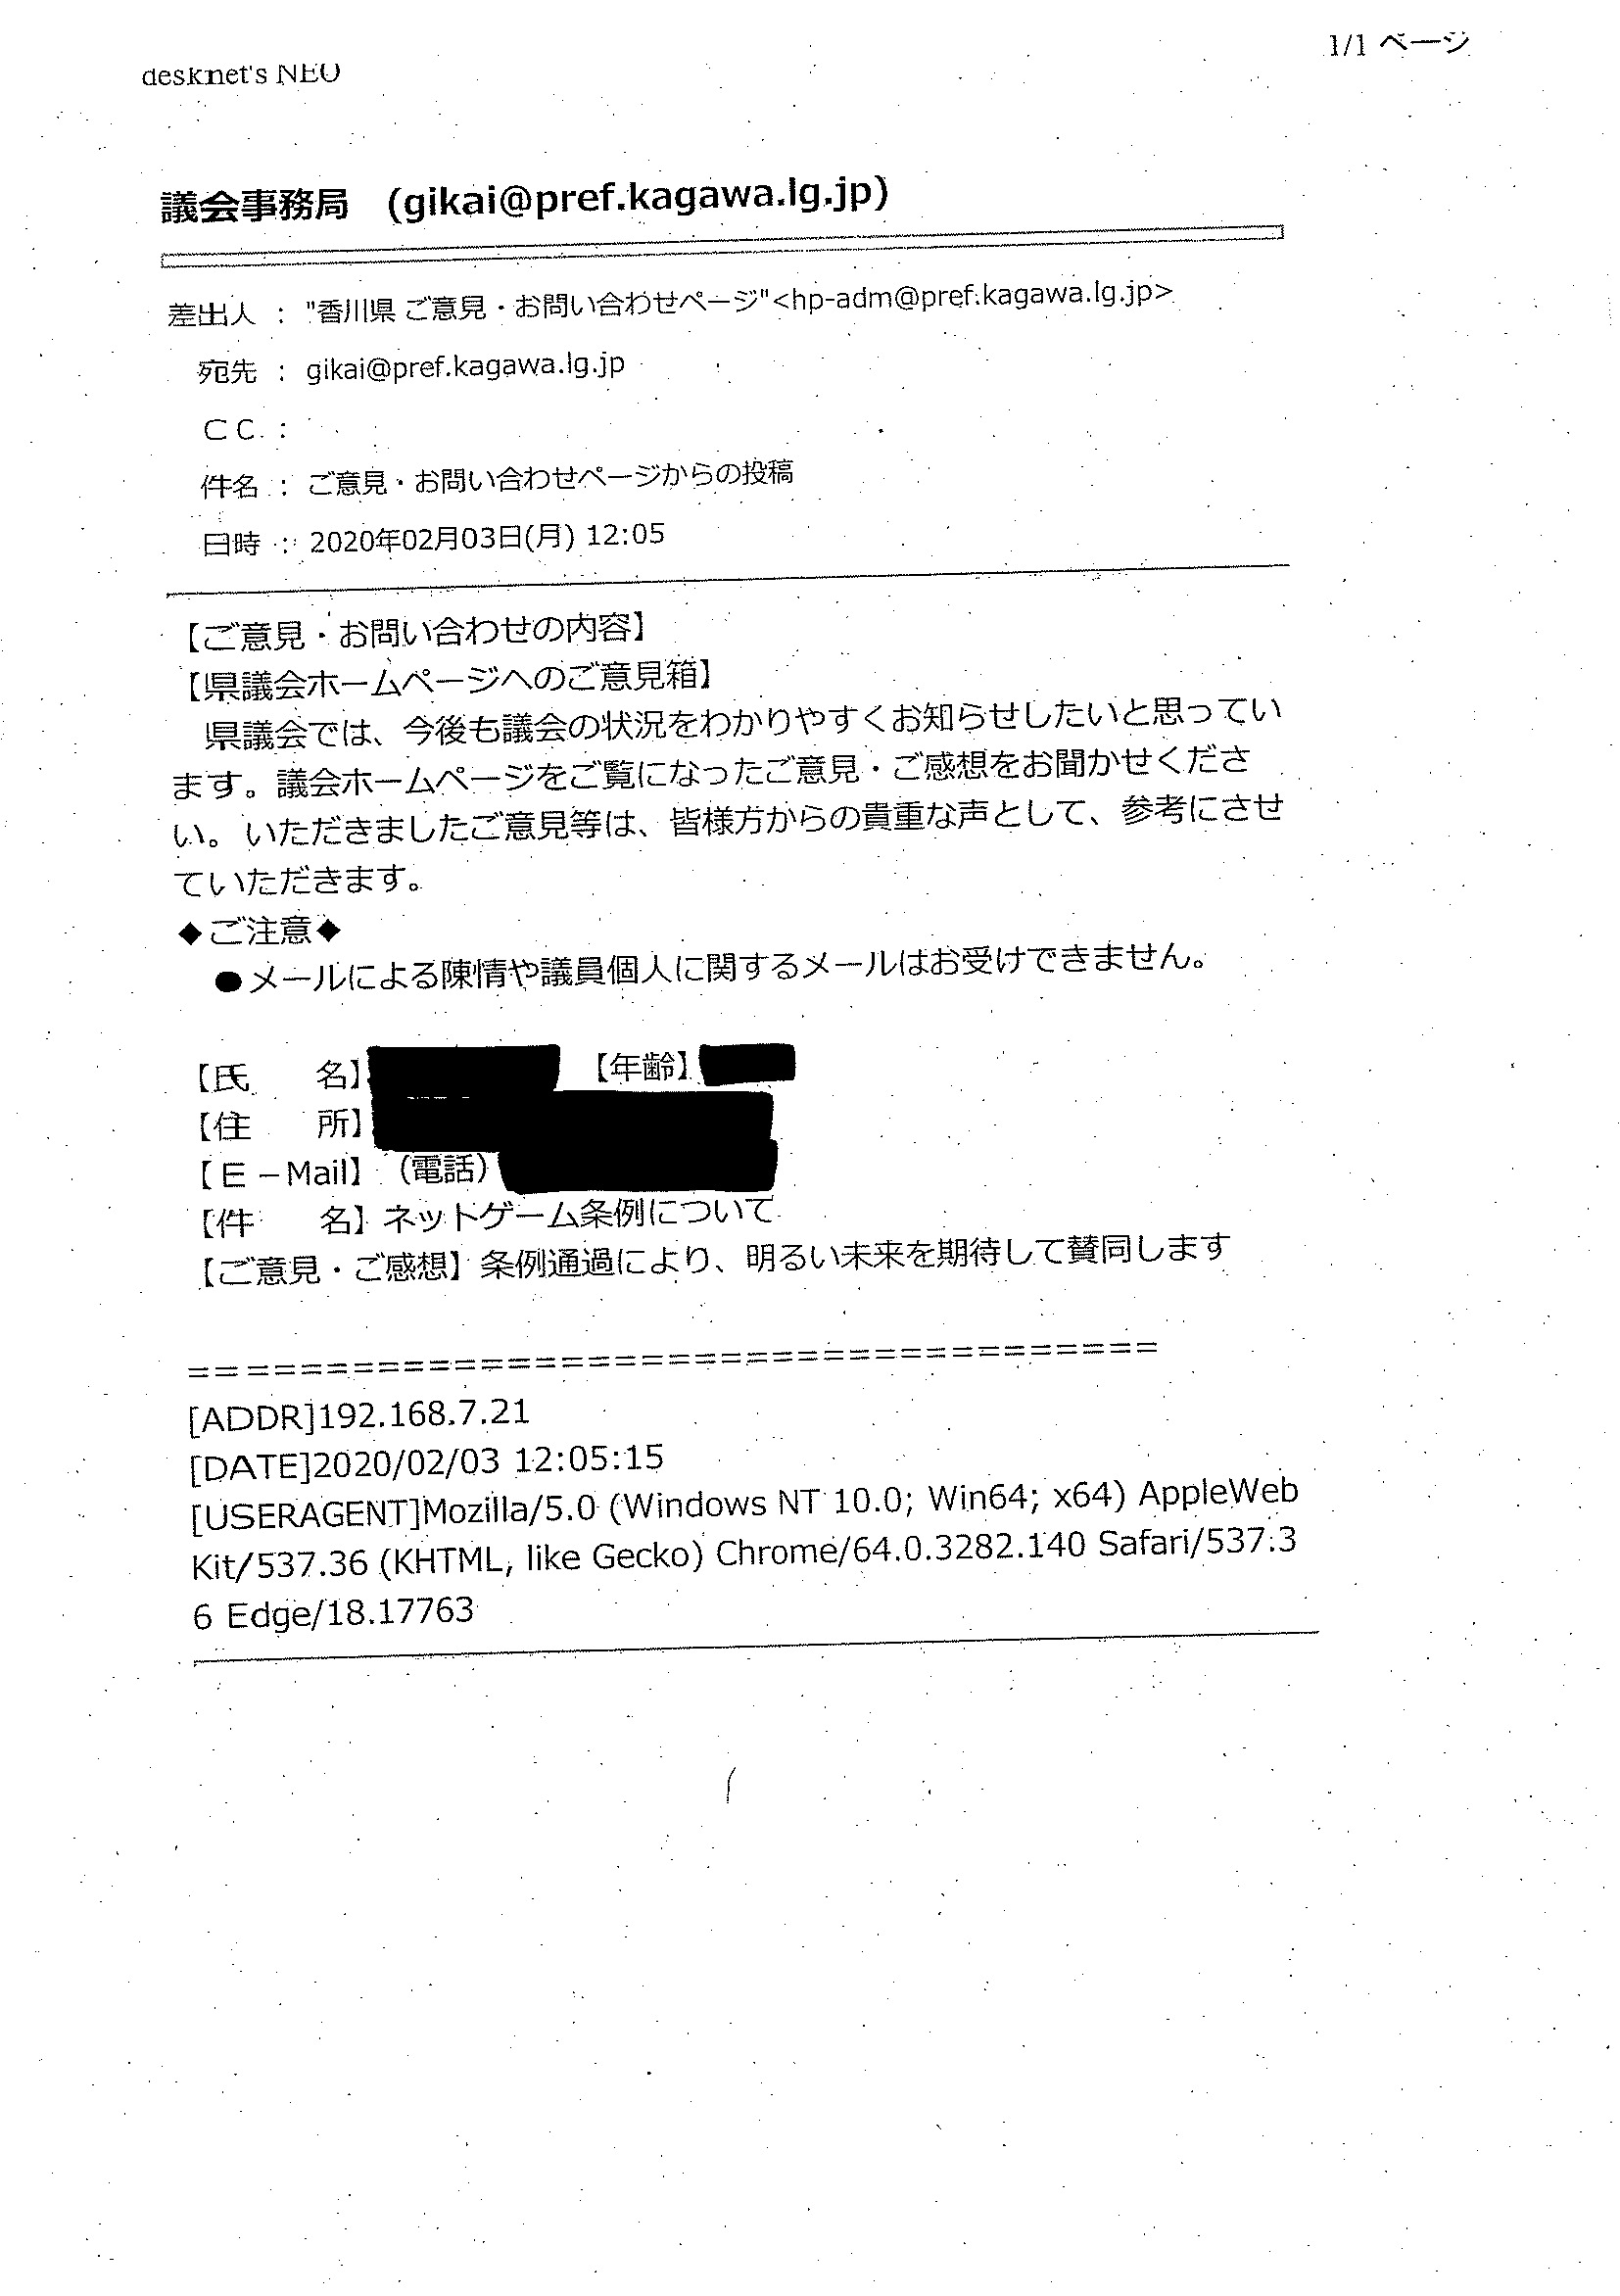 1/1 ページ
desknet's NEO
議会事務局 (gikai@pref.kagawa.lg.jp)
差出人 : "香川県 ご意見・お問い合わせページ"<hp-adm@pref.kagawa.lg.jp>
宛先 : gikai@pref.kagawa.lg.jp
ＣＣ :
件名 : ご意見・お問い合わせページからの投稿
日時 : 2020年02月03日(月) 12:05
【ご意見・お問い合わせの内容】
【県議会ホームページへのご意見箱】
県議会では、今後も議会の状況をわかりやすくお知らせしたいと思ってい
ます。議会ホームページをご覧になったご意見・ご感想をお聞かせくださ
い。いただきましたご意見等は、皆様方からの貴重な声として、参考にさせ
ていただきます。
◆ご注意◆
●メールによる陳情や議員個人に関するメールはお受けできません。
【氏　　名】 【年齢】
【住　　所】
【Ｅ－Mail】（電話）
【件　　名】ネットゲーム条例について
【ご意見・ご感想】条例通過により、明るい未来を期待して賛同します
======================================
[ADDR]192.168.7.21
[DATE]2020/02/03 12:05:15
[USERAGENT]Mozilla/5.0 (Windows NT 10.0; Win64; x64) AppleWeb
Kit/537.36 (KHTML, like Gecko) Chrome/64.0.3282.140 Safari/537.3
6 Edge/18.17763